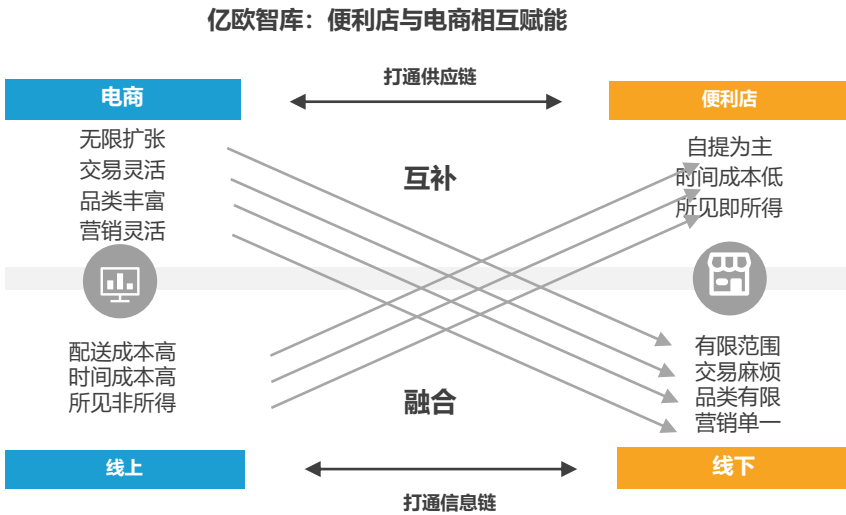 亿欧智库：便利店与电商相互赋能
打通供应链
电商
便利店
无限扩张
交易灵活
品类丰富
营销灵活
互补
自提为主
时间成本低
所见即所得
配送成本高
时间成本高
所见非所得
融合
有限范围
交易麻烦
品类有限
营销单一
线上
线下
打通信息链